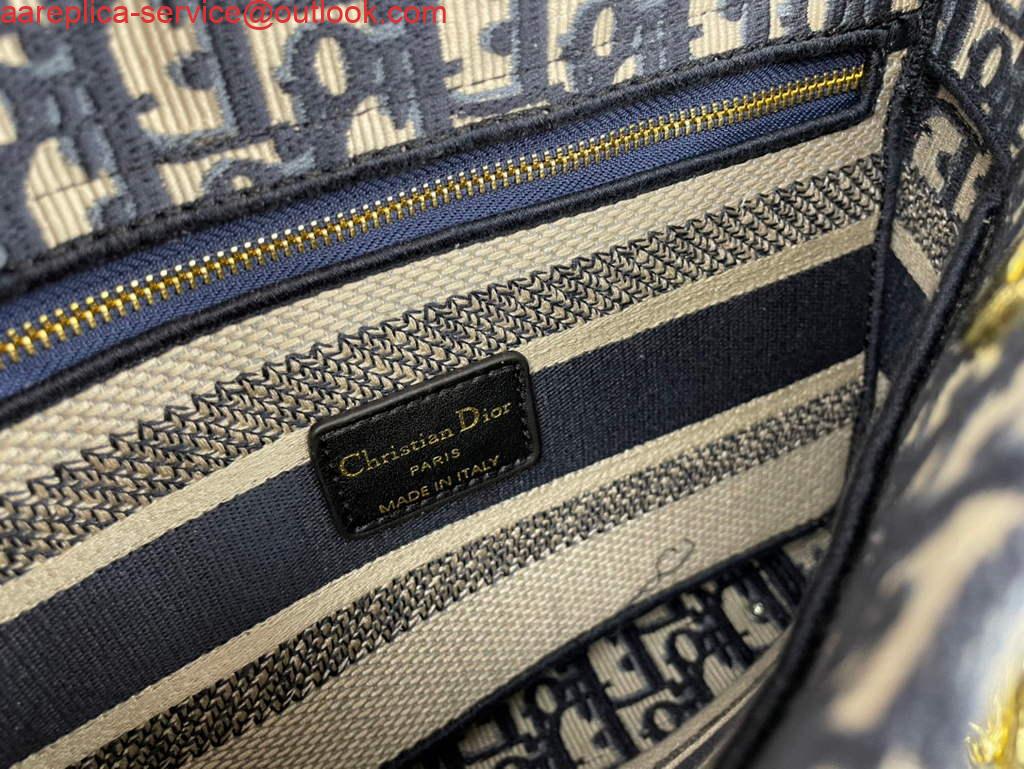 aareplica-service@outlook.com
Christian Dior
PARIS
MADE IN ITALY